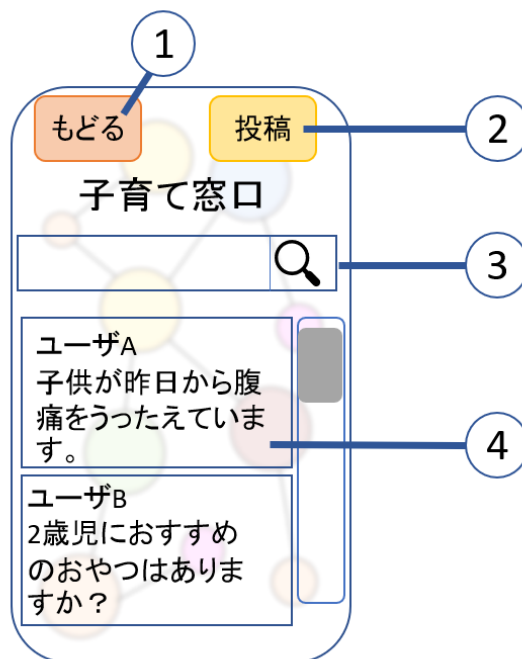 1
もどる
投稿
2
子育て窓口
3
ユーザA
子供が昨日から腹
痛をうったえていま
す。
4
ユーザB
2歳児におすすめ
のおやつはありま
すか？